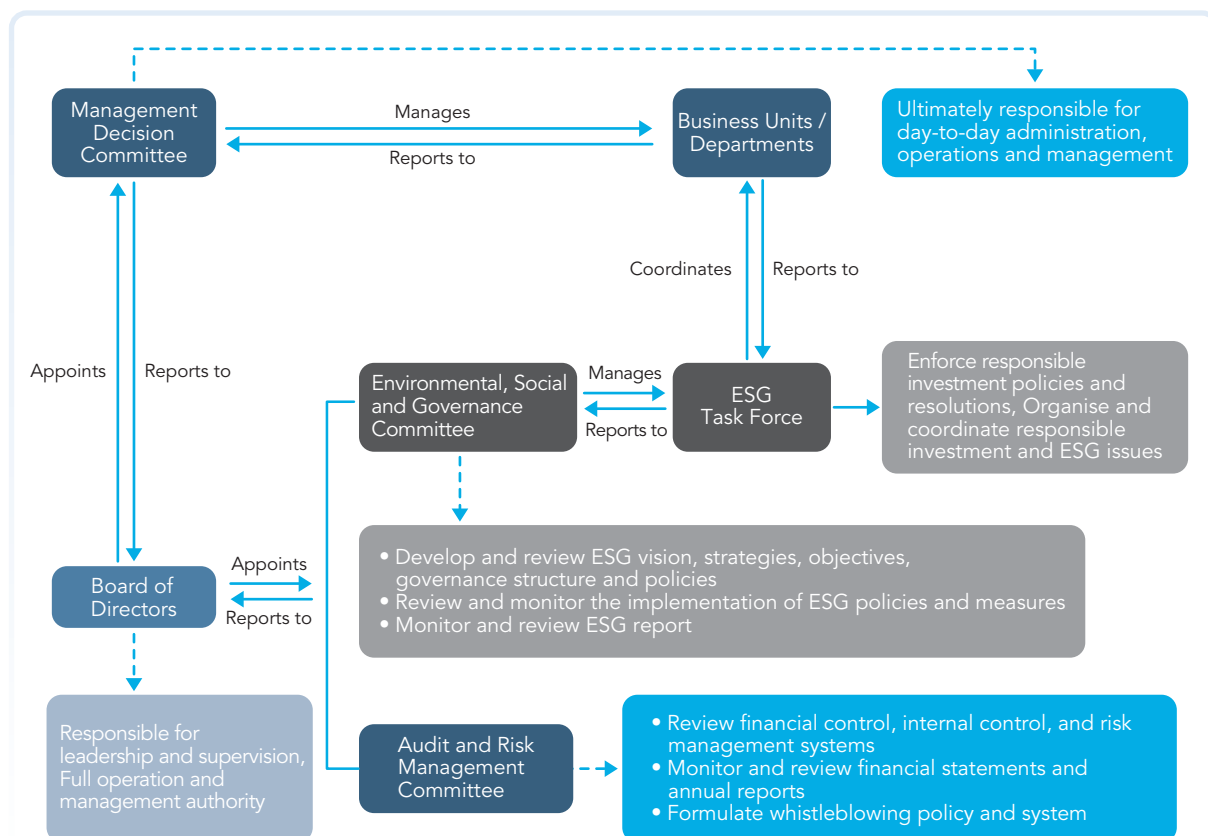 Management
Decision
Committee
Manages
Reports to
Business Units /
Departments
Ultimately responsible for
day-to-day administration,
operations and management
Coordinates
Reports to
Appoints
Reports to
Environmental, Social
and Governance
Committee
Manages
Reports to
ESG
Task Force
Enforce responsible
investment policies and
resolutions, Organise and
coordinate responsible
investment and ESG issues
• Develop and review ESG vision, strategies, objectives,
governance structure and policies
• Review and monitor the implementation of ESG policies and measures
• Monitor and review ESG report
Board of
Directors
Appoints
Reports to
Responsible for
leadership and supervision,
Full operation and
management authority
Audit and Risk
Management
Committee
• Review financial control, internal control, and risk
management systems
• Monitor and review financial statements and
annual reports
• Formulate whistleblowing policy and system